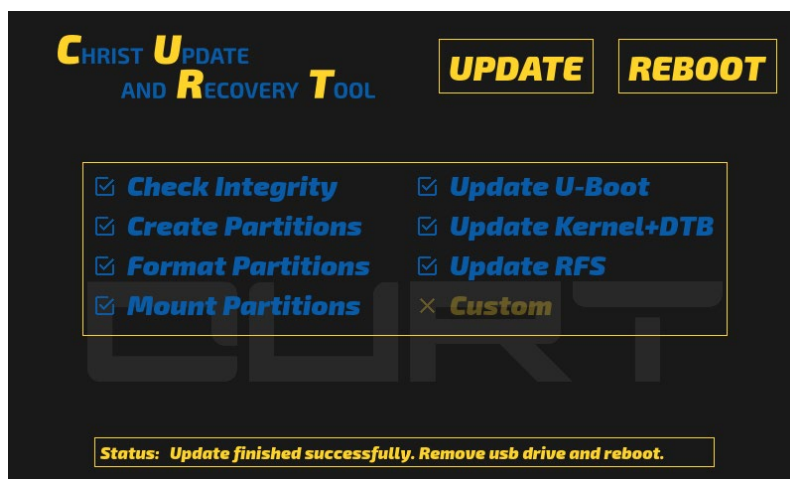 CHRIST UPDATE
AND RECOVERY TOOL
UPDATE
REBOOT
Check Integrity
Create Partitions
Format Partitions
Mount Partitions
Update U-Boot
Update Kernel+DTB
Update RFS
Custom
CURT
Status: Update finished successfully. Remove usb drive and reboot.